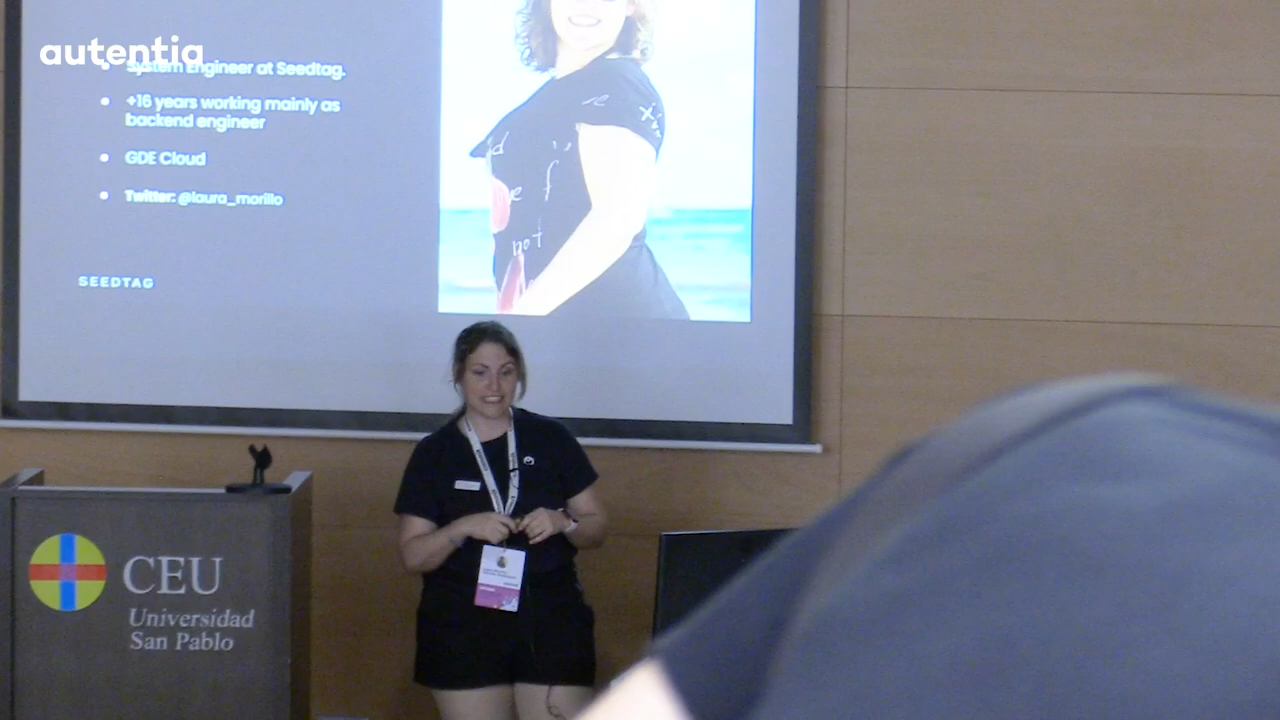 autentia
System Engineer at Seedtag.
+16 years working mainly as
backend engineer
GDE Cloud
Twitter: @laura_morillo
SEEDTAG
not
CEU
Universidad
San Pablo